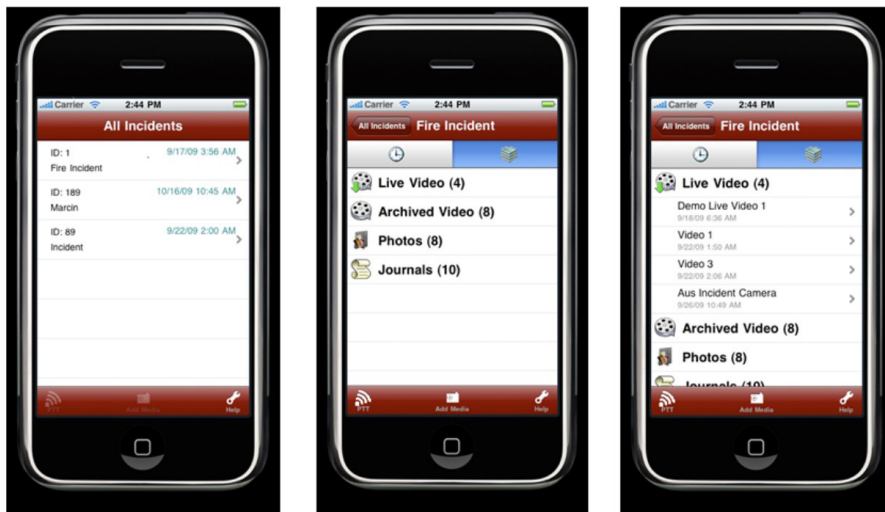 Carrier 2:44 PM
All Incidents
ID: 1 9/17/09 3:56 AM
Fire Incident
ID: 189 10/16/09 10:45 AM
Marcin
ID: 89 9/22/09 2:00 AM
Incident
PTT Add Media Help
Carrier 2:44 PM
All Incidents Fire Incident
Live Video (4)
Archived Video (8)
Photos (8)
Journals (10)
PTT Add Media Help
Carrier 2:44 PM
All Incidents Fire Incident
Live Video (4)
Demo Live Video 1
9/18/09 6:36 AM
Video 1
9/22/09 1:50 AM
Video 3
9/22/09 2:06 AM
Aus Incident Camera
9/26/09 10:49 AM
Archived Video (8)
Photos (8)
Journals (10)
PTT Add Media Help